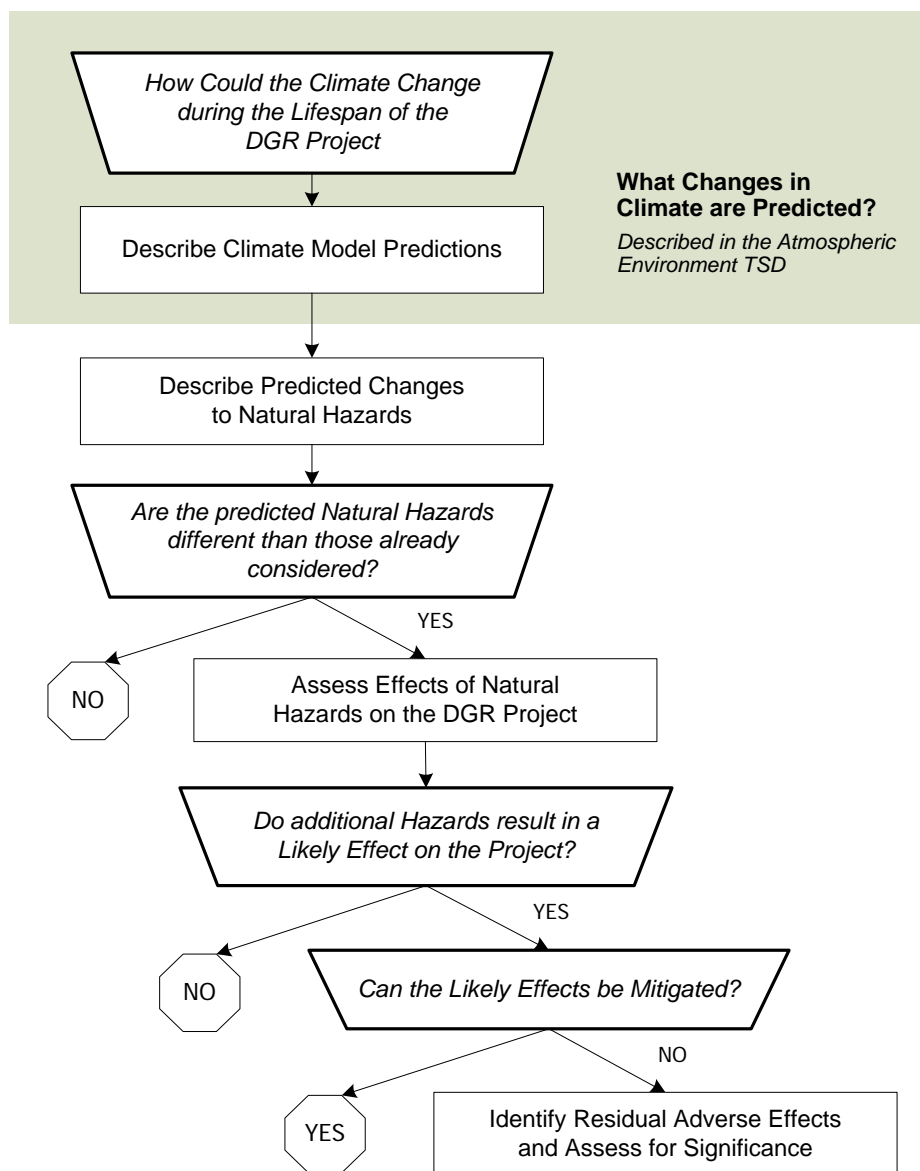 How Could the Climate Change
during the Lifespan of the
DGR Project
What Changes in
Climate are Predicted?
Described in the Atmospheric
Environment TSD
Describe Climate Model Predictions
Describe Predicted Changes
to Natural Hazards
Are the predicted Natural Hazards
different than those already
considered?
YES
NO
Assess Effects of Natural
Hazards on the DGR Project
Do additional Hazards result in a
Likely Effect on the Project?
YES
NO
Can the Likely Effects be Mitigated?
NO
YES
Identify Residual Adverse Effects
and Assess for Significance